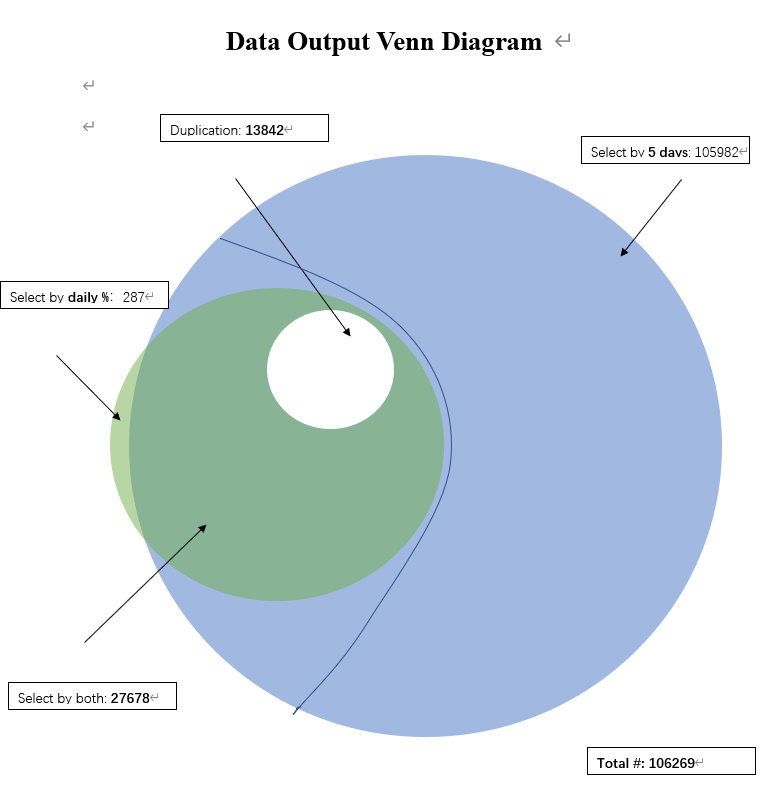 Data Output Venn Diagram ↵
↵
↵
Duplication: 13842↵
Select by 5 days: 105982↵
Select by daily %: 287↵
Select by both: 27678↵
Total #: 106269↵